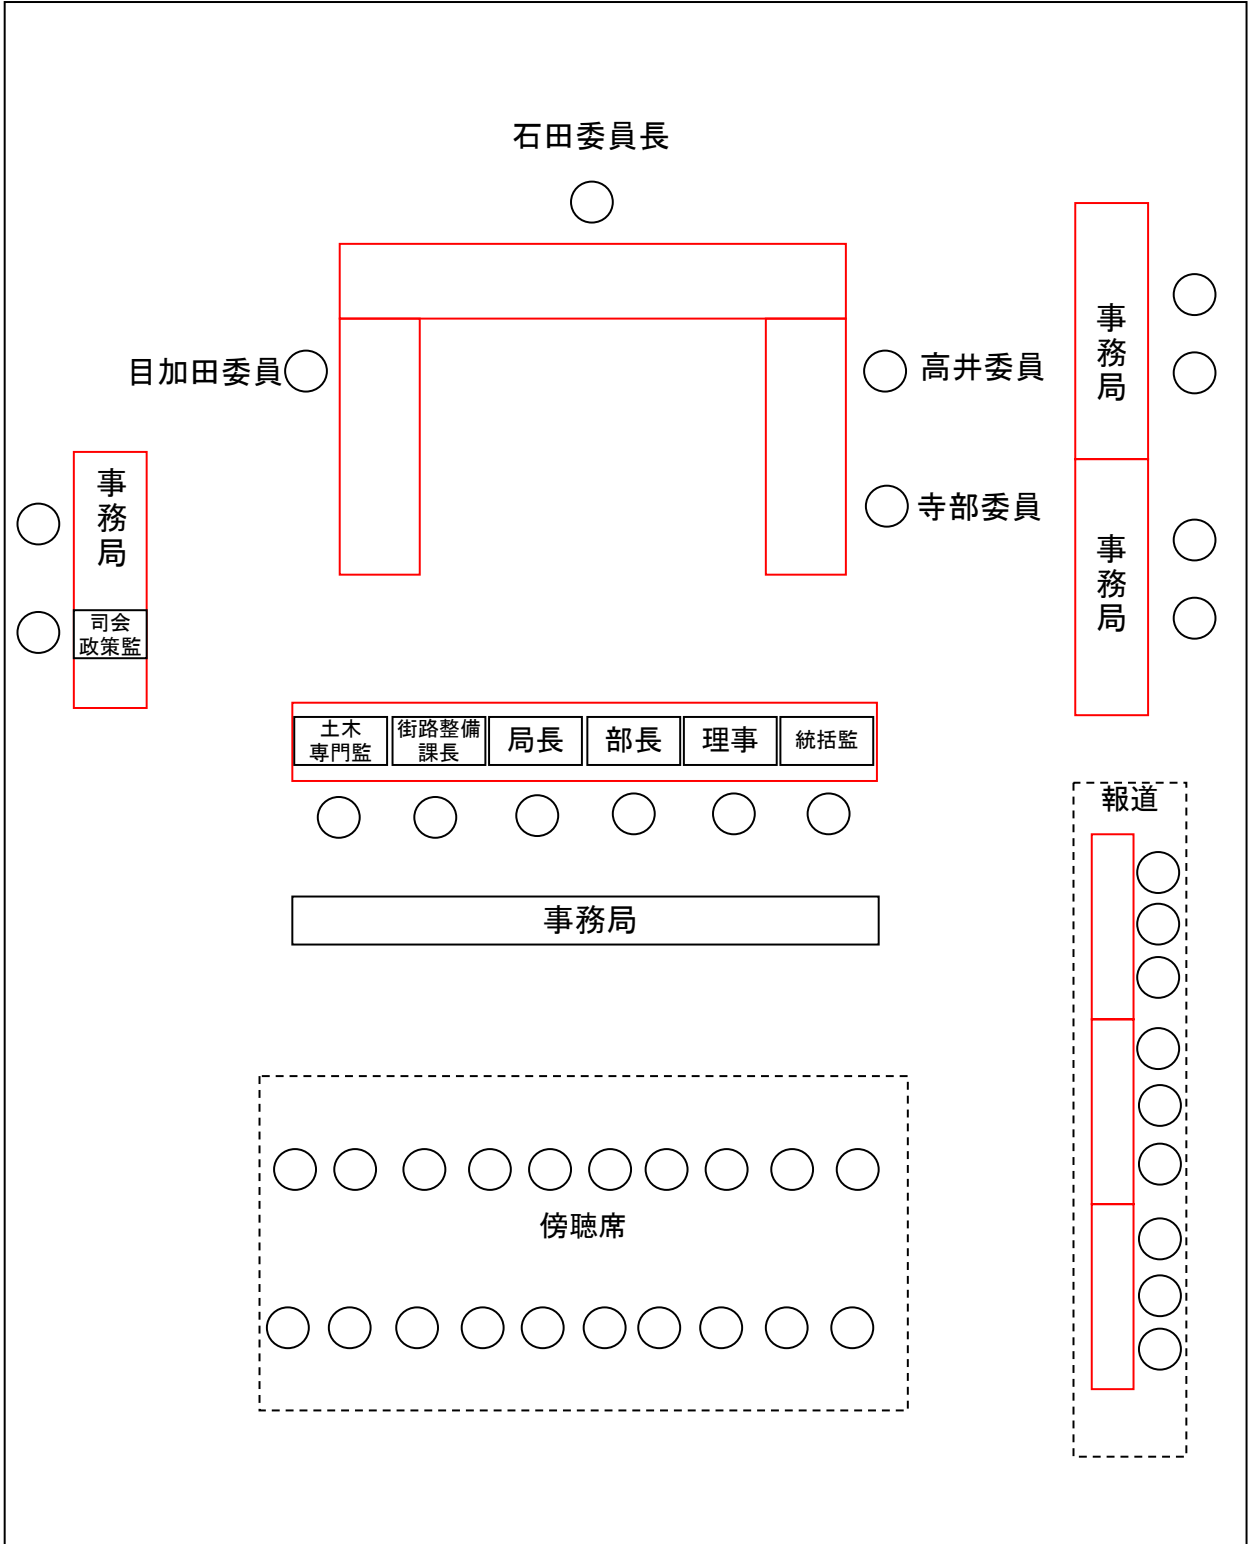 石田委員長
目加田委員
高井委員
寺部委員
事務局
事務局
事務局
司会
政策監
土木
専門監
街路整備
課長
局長
部長
理事
統括監
報道
事務局
傍聴席